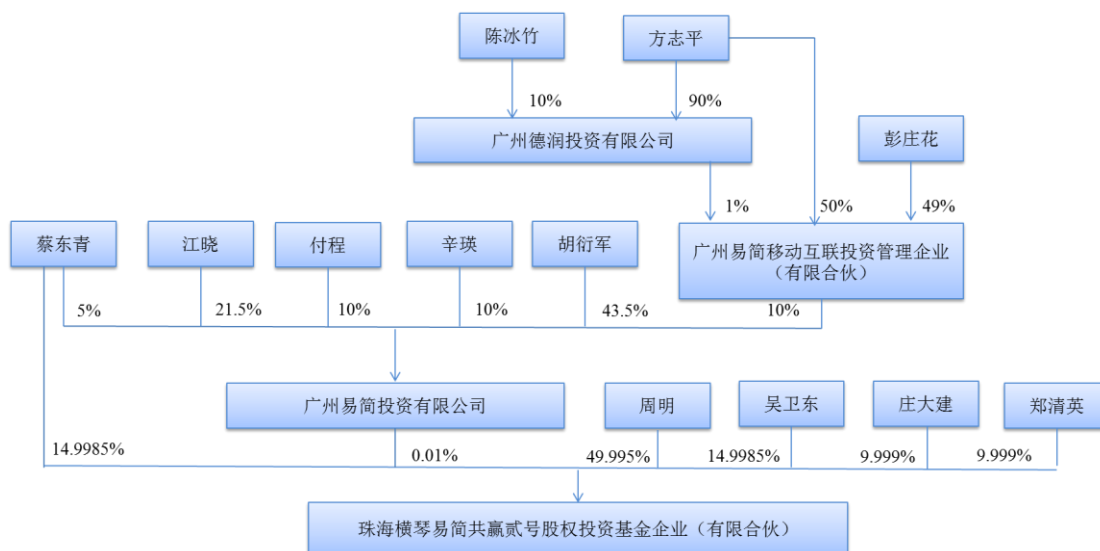 陈冰竹
方志平
10%
90%
广州德润投资有限公司
彭庄花
1%
50%
49%
蔡东青
江晓
付程
辛瑛
胡衍军
广州易简移动互联投资管理企业
（有限合伙）
5%
21.5%
10%
10%
43.5%
10%
广州易简投资有限公司
周明
吴卫东
庄大建
郑清英
14.9985%
0.01%
49.995%
14.9985%
9.999%
9.999%
珠海横琴易简共赢贰号股权投资基金企业（有限合伙）